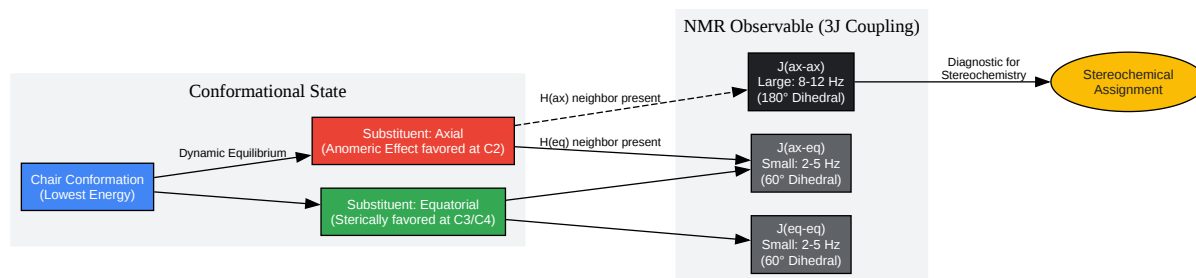 Conformational State
Chair Conformation
(Lowest Energy)
Dynamic Equilibrium
Substituent: Axial
(Anomeric Effect favored at C2)
Substituent: Equatorial
(Sterically favored at C3/C4)
H(ax) neighbor present
H(eq) neighbor present
NMR Observable (3J Coupling)
J(ax-ax)
Large: 8-12 Hz
(180° Dihedral)
J(ax-eq)
Small: 2-5 Hz
(60° Dihedral)
J(eq-eq)
Small: 2-5 Hz
(60° Dihedral)
Diagnostic for
Stereochemistry
Stereochemical
Assignment